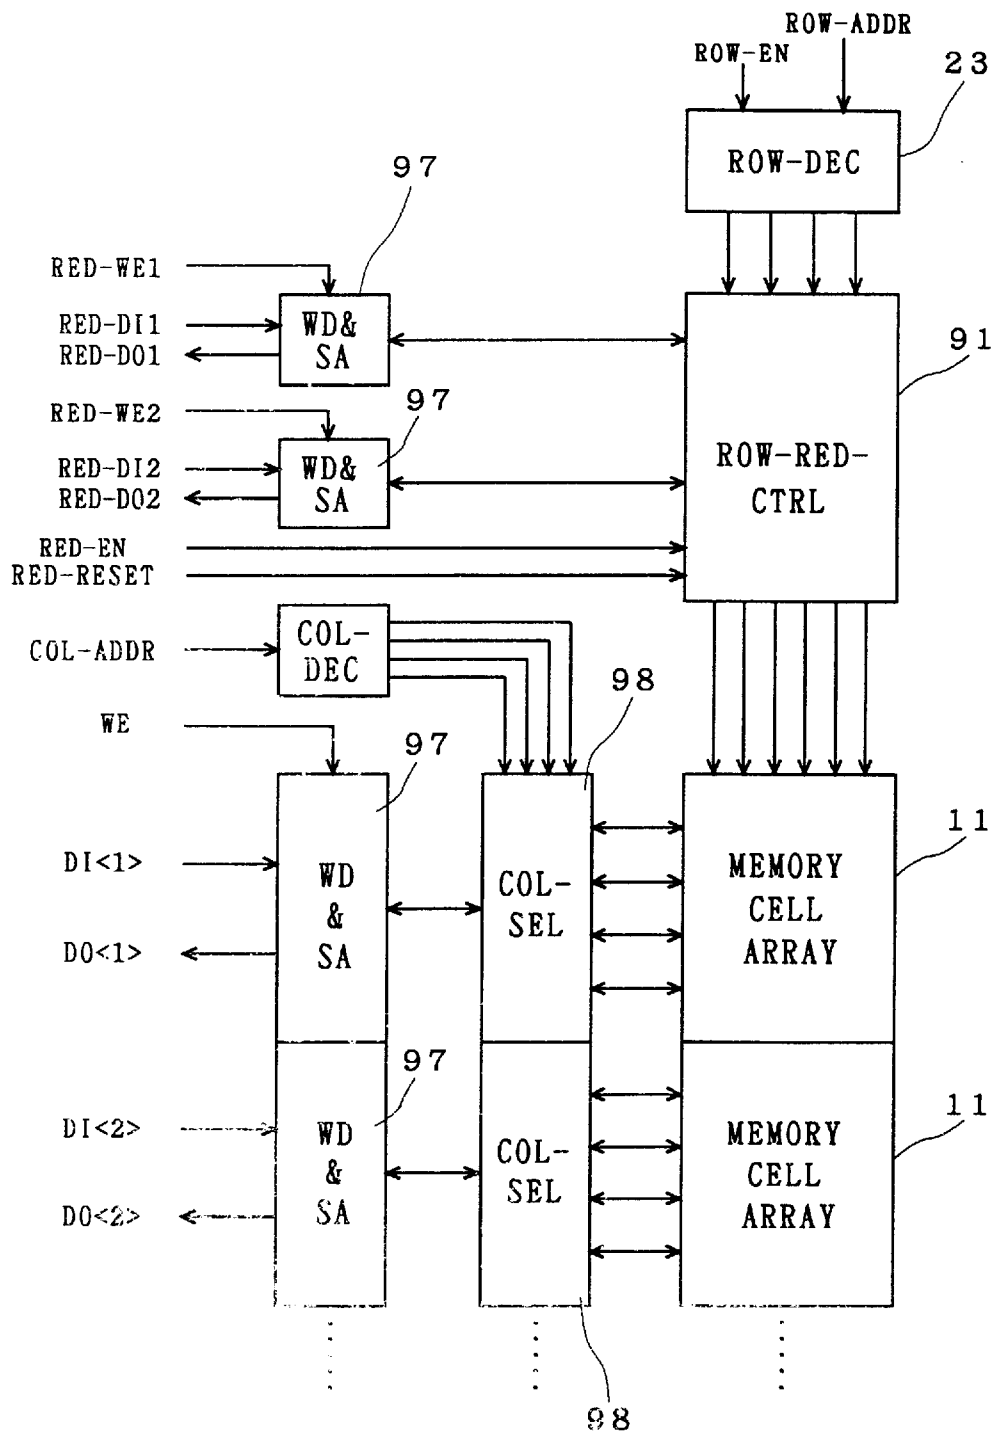 ROW-ADDR
ROW-EN
23
ROW-DEC
97
RED-WE1
RED-DI1
RED-DO1
WD&
SA
91
RED-WE2
97
RED-DI2
RED-DO2
WD&
SA
ROW-RED-
CTRL
RED-EN
RED-RESET
COL-ADDR
COL-
DEC
98
WE
97
11
DI<1>
DO<1>
WD
&
SA
COL-
SEL
MEMORY
CELL
ARRAY
97
11
DI<2>
DO<2>
WD
&
SA
COL-
SEL
MEMORY
CELL
ARRAY
98